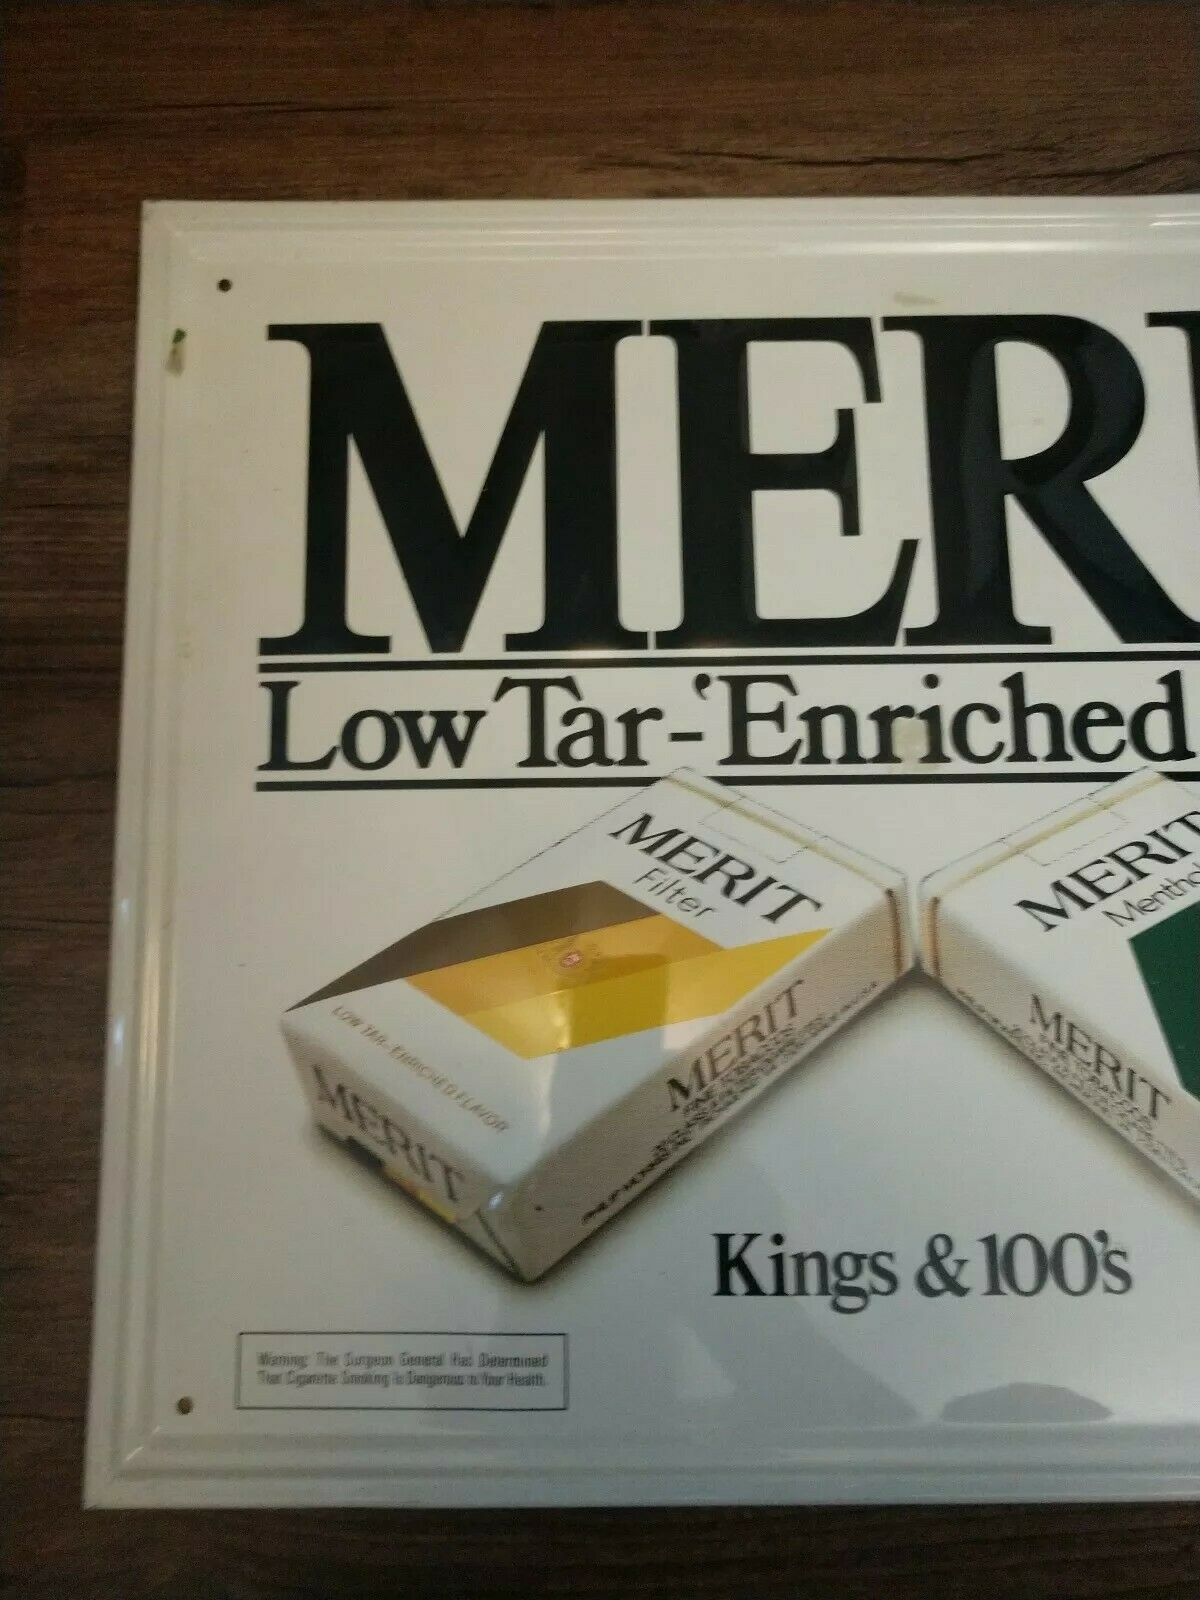 MERI
Low Tar-'Enriched
MERIT
Filter
LOW TAR-ENRICHED FLAVOR
MERIT
MERIT
MERIT
Menthol
MERIT
Kings & 100's
Warning: The Surgeon General Has Determined
That Cigarette Smoking Is Dangerous to Your Health.